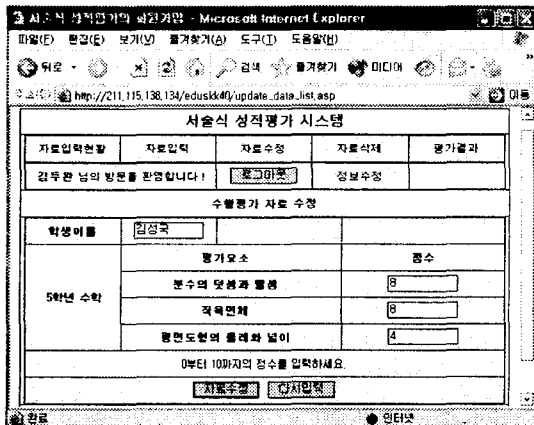 서술식 성적평가의 회원가입 - Microsoft Internet Explorer
파일(F) 편집(E) 보기(V) 즐겨찾기(A) 도구(T) 도움말(H)
뒤로 검색 즐겨찾기 미디어
http://211.115.138.134/eduskk40/update_data_list.asp 이동
서술식 성적평가 시스템
자료입력현황 자료입력 자료수정 자료삭제 평가결과
김두완 님의 방문를 환영합니다! 로그아웃 정보수정
수행평가 자료 수정
학생이름 김성국
평가요소 점수
5학년 수학
분수의 덧셈과 뺄셈 8
직육면체 8
평면도형의 둘레와 넓이 4
0부터 10까지의 정수를 입력하세요.
자료수정 다시입력
완료 인터넷